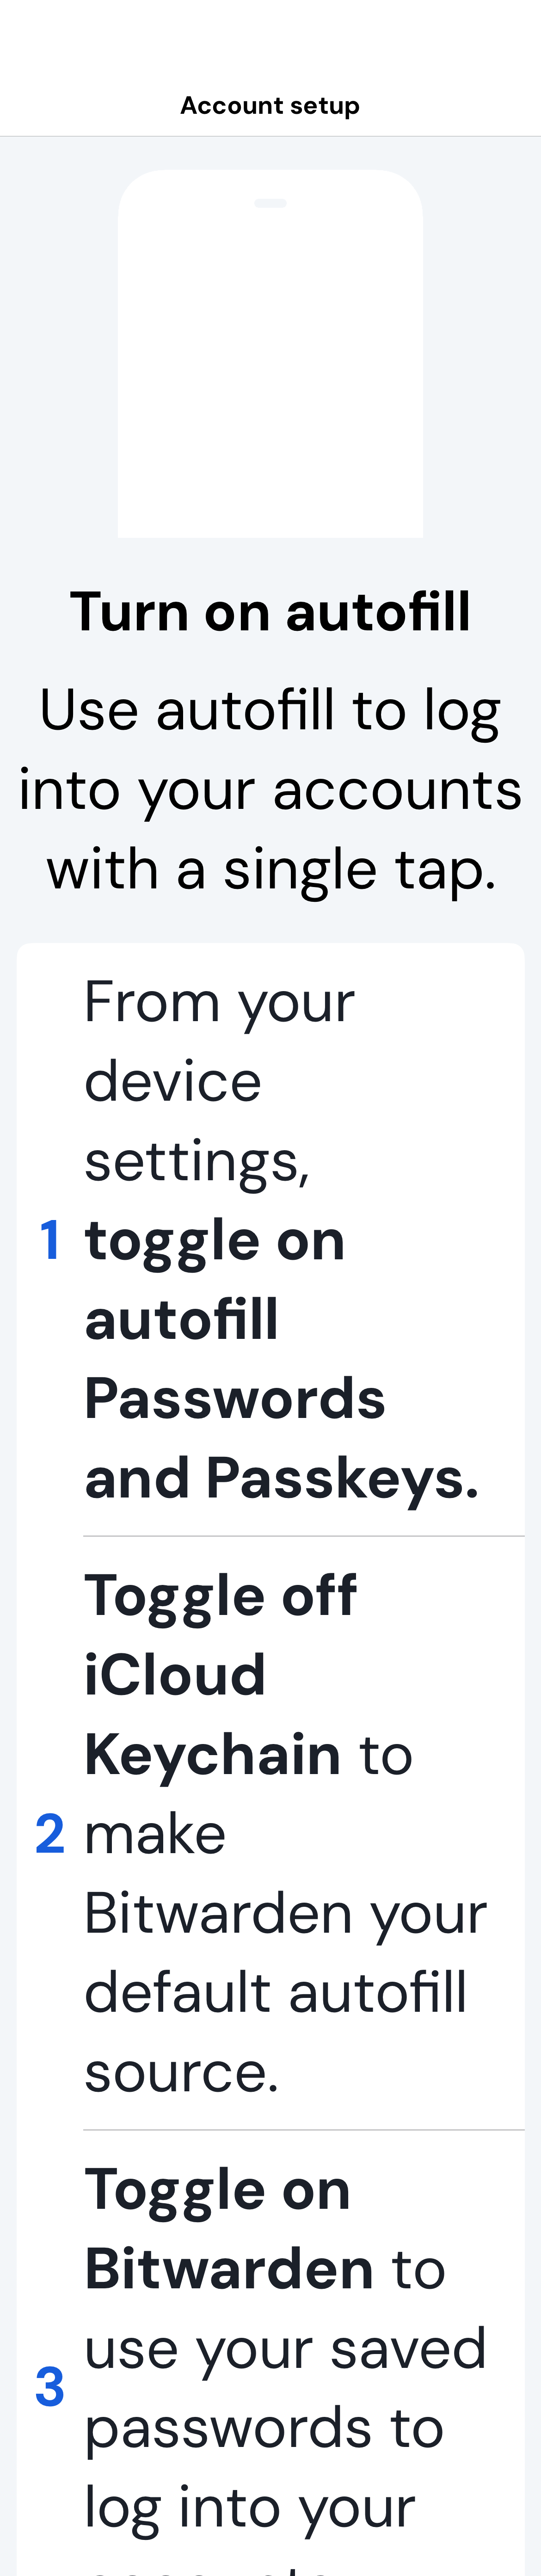 Account setup
Turn on autofill
Use autofill to log
into your accounts
with a single tap.
From your
device
settings,
1 toggle on
autofill
Passwords
and Passkeys.
Toggle off
iCloud
Keychain to
2 make
Bitwarden your
default autofill
source.
Toggle on
Bitwarden to
use your saved
3
passwords to
log into your